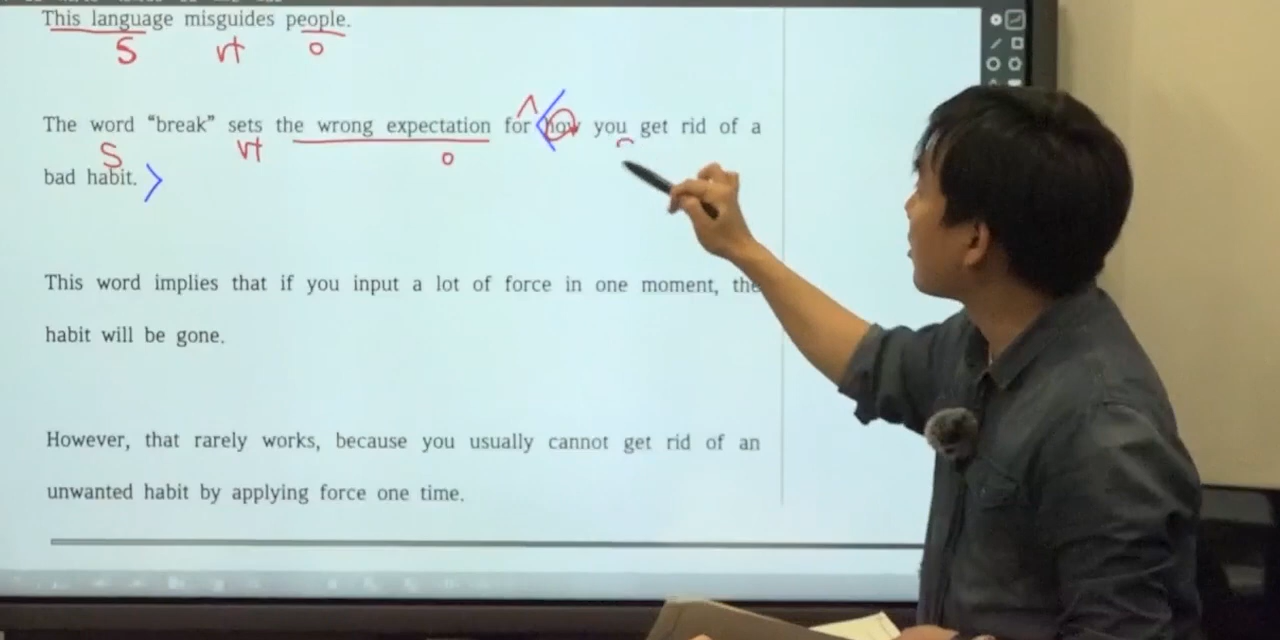 This language misguides people.
S vt o
The word “break” sets the wrong expectation for how you get rid of a
S vt o
bad habit.
This word implies that if you input a lot of force in one moment, the
habit will be gone.
However, that rarely works, because you usually cannot get rid of an
unwanted habit by applying force one time.